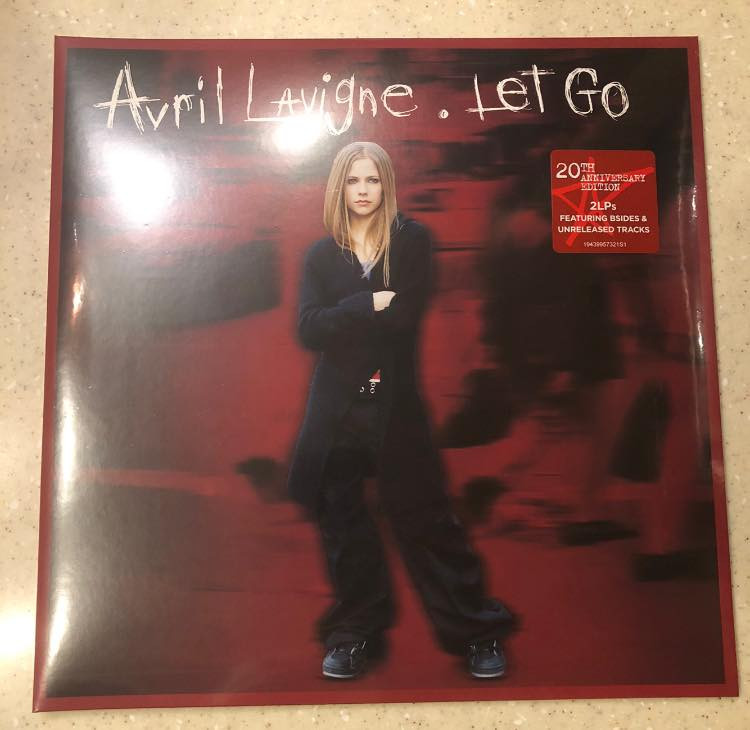 Avril Lavigne . Let Go
20TH
ANNIVERSARY
EDITION
2LPs
FEATURING BSIDES &
UNRELEASED TRACKS
19439957321S1